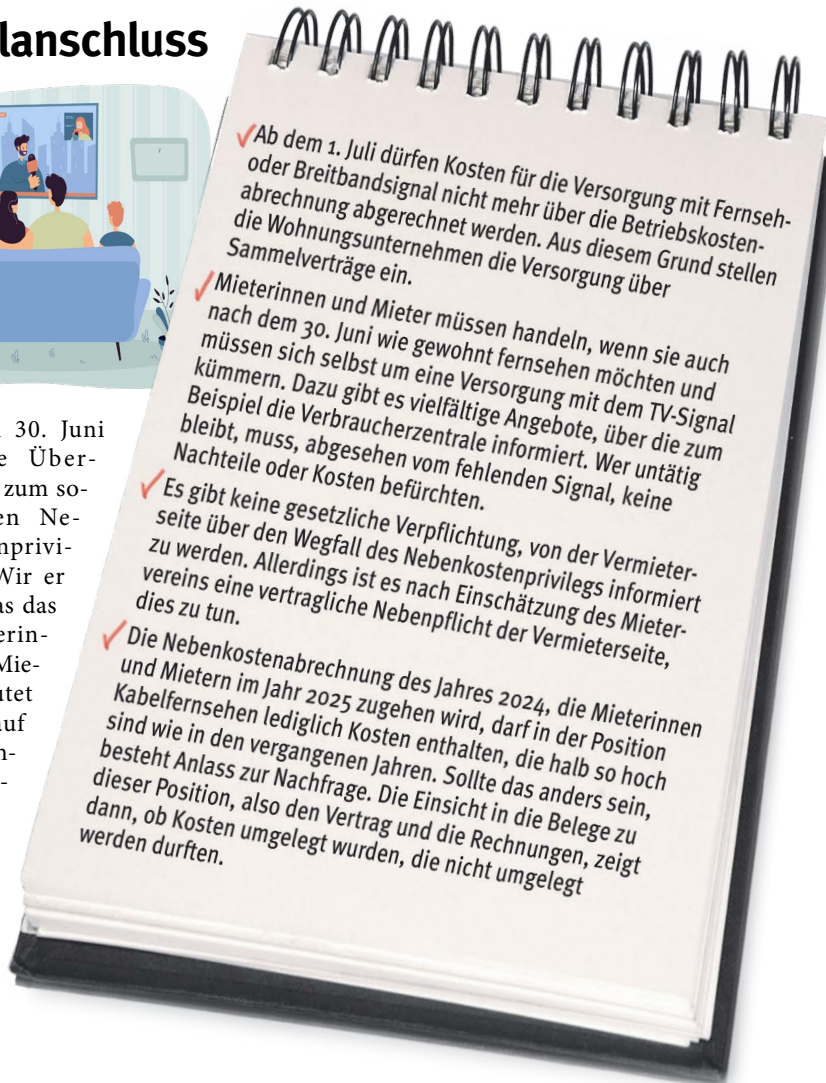 lanschluss
30. Juni
e Über-
zum so-
en Ne-
nprivi-
Wir er
as das
erin-
Mie-
utet
auf
n-
-
Ab dem 1. Juli dürfen Kosten für die Versorgung mit Fernseh-
oder Breitbandsignal nicht mehr über die Betriebskosten-
abrechnung abgerechnet werden. Aus diesem Grund stellen
die Wohnungsunternehmen die Versorgung über
Sammelverträge ein.
Mieterinnen und Mieter müssen handeln, wenn sie auch
nach dem 30. Juni wie gewohnt fernsehen möchten und
müssen sich selbst um eine Versorgung mit dem TV-Signal
kümmern. Dazu gibt es vielfältige Angebote, über die zum
Beispiel die Verbraucherzentrale informiert. Wer untätig
bleibt, muss, abgesehen vom fehlenden Signal, keine
Nachteile oder Kosten befürchten.
Es gibt keine gesetzliche Verpflichtung, von der Vermieter-
seite über den Wegfall des Nebenkostenprivilegs informiert
zu werden. Allerdings ist es nach Einschätzung des Mieter-
vereins eine vertragliche Nebenpflicht der Vermieterseite,
dies zu tun.
Die Nebenkostenabrechnung des Jahres 2024, die Mieterinnen
und Mietern im Jahr 2025 zugehen wird, darf in der Position
Kabelfernsehen lediglich Kosten enthalten, die halb so hoch
sind wie in den vergangenen Jahren. Sollte das anders sein,
besteht Anlass zur Nachfrage. Die Einsicht in die Belege zu
dieser Position, also den Vertrag und die Rechnungen, zeigt
dann, ob Kosten umgelegt wurden, die nicht umgelegt
werden durften.